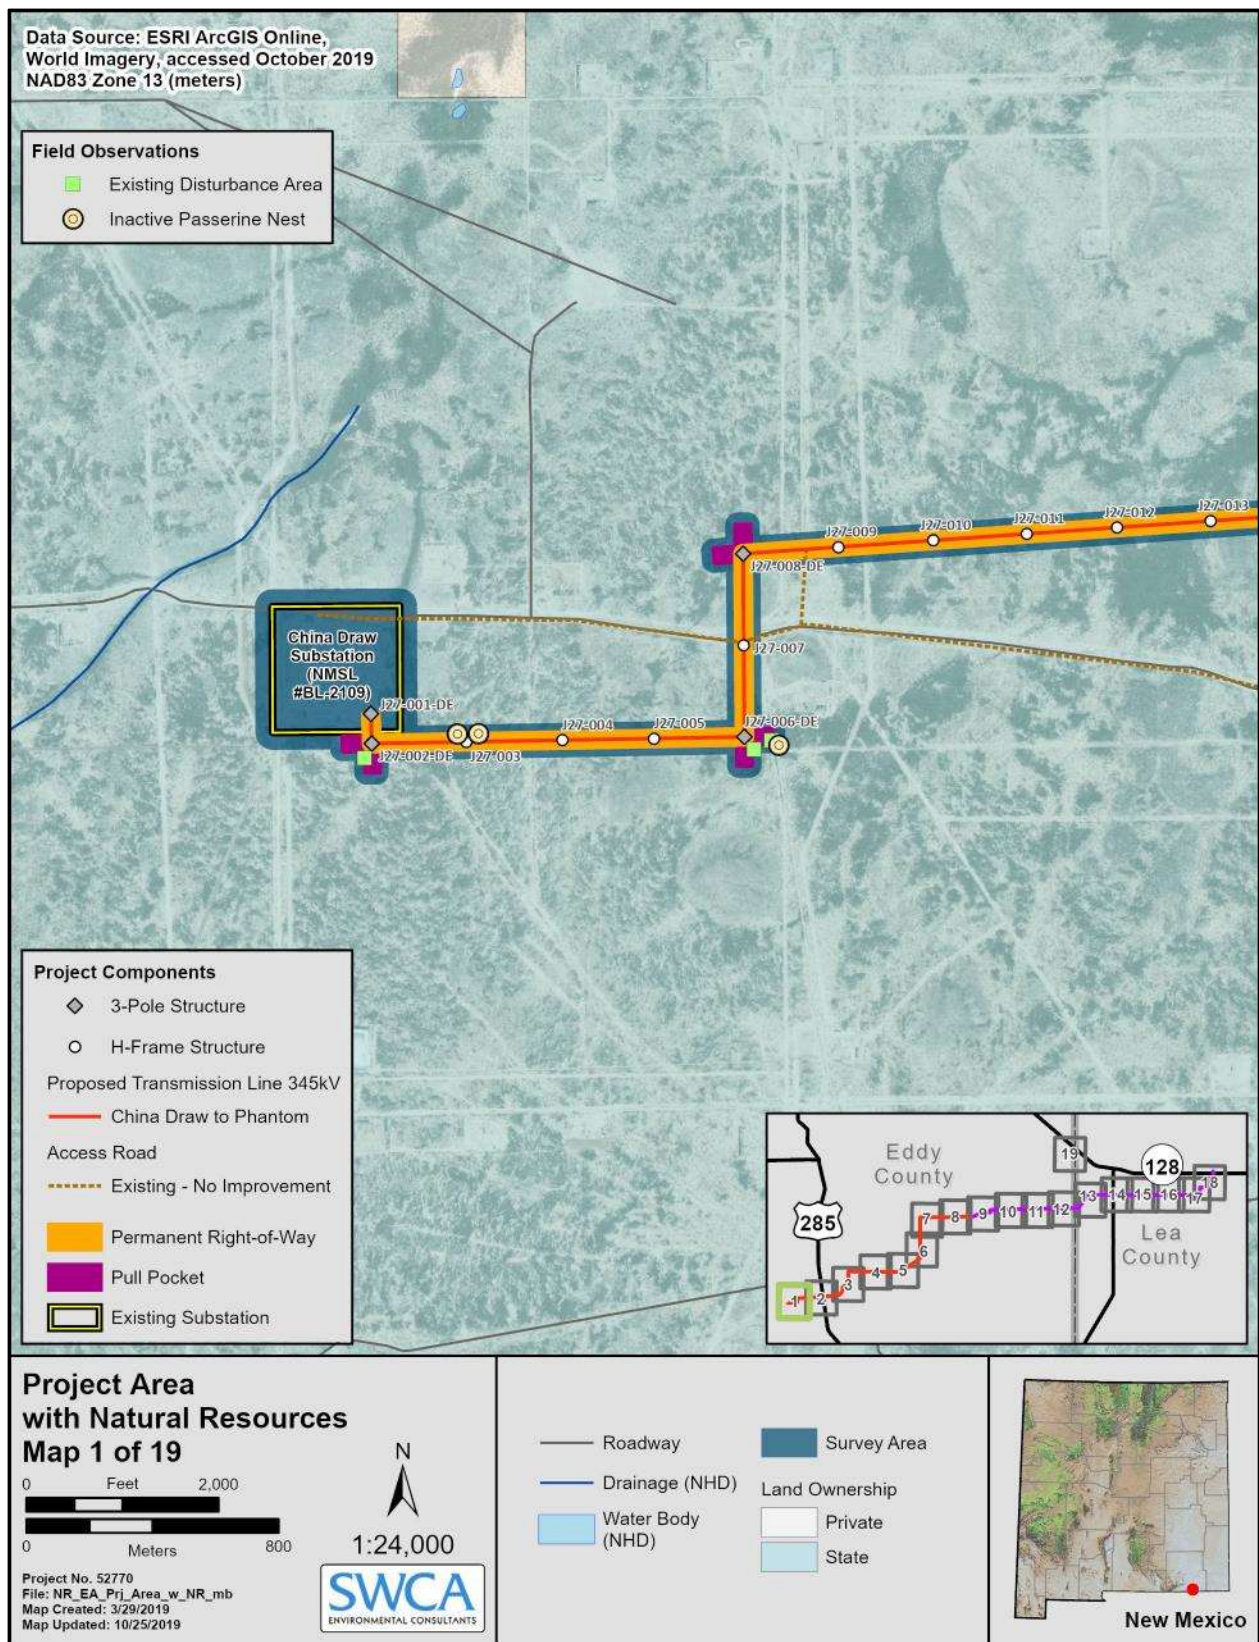 Data Source: ESRI ArcGIS Online,
World Imagery, accessed October 2019
NAD83 Zone 13 (meters)
Field Observations
Existing Disturbance Area
Inactive Passerine Nest
J27-009
J27-010
J27-011
J27-012
J27-013
J27-008-DE
China Draw
Substation
(NMSL
#BL-2109)
J27-007
J27-001-DE
J27-002-DE
J27-003
J27-004
J27-005
J27-006-DE
Project Components
3-Pole Structure
H-Frame Structure
Proposed Transmission Line 345kV
China Draw to Phantom
Access Road
Existing - No Improvement
Permanent Right-of-Way
Pull Pocket
Existing Substation
Eddy
County
285
128
Lea
County
1
2
3
4
5
6
7
8
9
10
11
12
13
14
15
16
17
18
19
Project Area
with Natural Resources
Map 1 of 19
0 Feet 2,000
0 Meters 800
N
1:24,000
Project No. 52770
File: NR_EA_Prj_Area_w_NR_mb
Map Created: 3/29/2019
Map Updated: 10/25/2019
SWCA
ENVIRONMENTAL CONSULTANTS
Roadway
Drainage (NHD)
Water Body
(NHD)
Survey Area
Land Ownership
Private
State
New Mexico